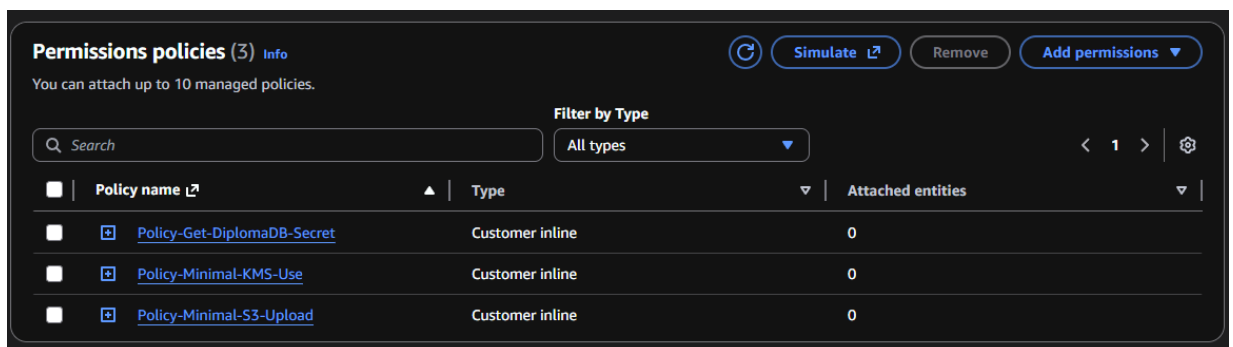 Permissions policies (3) Info
Simulate
Remove
Add permissions
You can attach up to 10 managed policies.
Filter by Type
Search
All types
1
Policy name
Type
Attached entities
Policy-Get-DiplomaDB-Secret
Customer inline
0
Policy-Minimal-KMS-Use
Customer inline
0
Policy-Minimal-S3-Upload
Customer inline
0